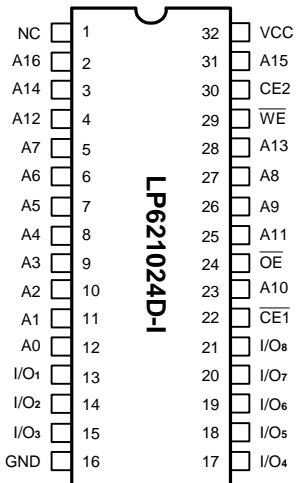 NC 1 32 VCC
A16 2 31 A15
A14 3 30 CE2
A12 4 29 W̅E̅
A7 5 28 A13
A6 6 27 A8
A5 7 26 A9
A4 8 25 A11
A3 9 24 O̅E̅
A2 10 23 A10
A1 11 22 C̅E̅1̅
A0 12 21 I/O₈
I/O₁ 13 20 I/O₇
I/O₂ 14 19 I/O₆
I/O₃ 15 18 I/O₅
GND 16 17 I/O₄
LP621024D-I